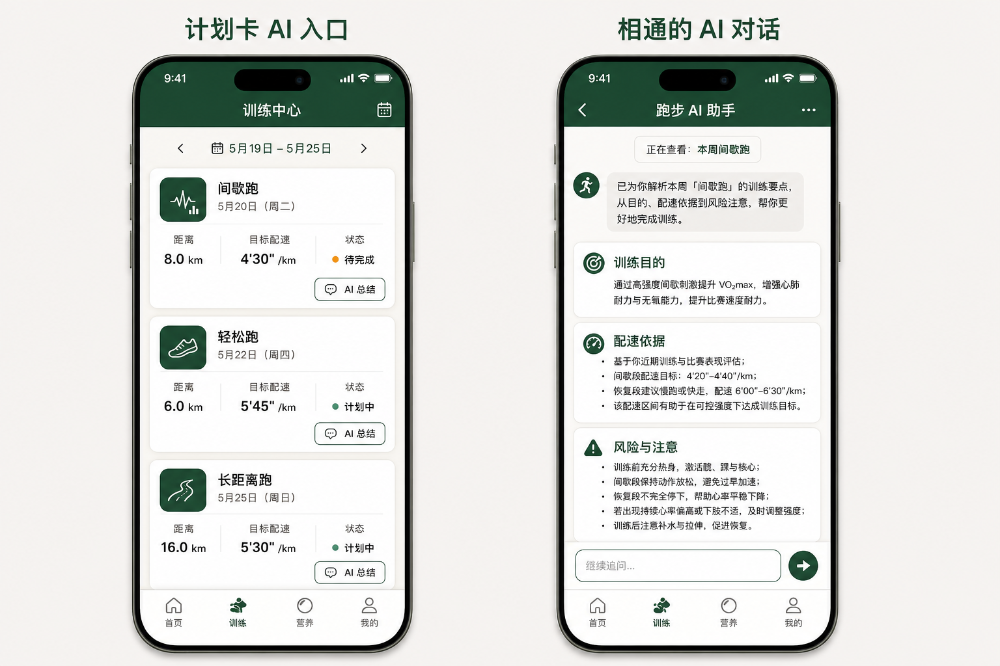 计划卡 AI 入口
9:41
训练中心
5月19日 – 5月25日
间歇跑
5月20日（周二）
距离 目标配速 状态
8.0 km 4'30" /km 待完成
AI 总结
轻松跑
5月22日（周四）
距离 目标配速 状态
6.0 km 5'45" /km 计划中
AI 总结
长距离跑
5月25日（周日）
距离 目标配速 状态
16.0 km 5'30" /km 计划中
AI 总结
首页 训练 营养 我的
相通的 AI 对话
9:41
跑步 AI 助手
正在查看：本周间歇跑
已为你解析本周「间歇跑」的训练要点，
从目的、配速依据到风险注意，帮你更
好地完成训练。
训练目的
通过高强度间歇刺激提升 VO₂max，增强心肺
耐力与无氧能力，提升比赛速度耐力。
配速依据
• 基于你近期训练与比赛表现评估；
• 间歇段配速目标：4'20"–4'40"/km；
• 恢复段建议慢跑或快走，配速 6'00"–6'30"/km；
• 该配速区间有助于在可控强度下达成训练目标。
风险与注意
• 训练前充分热身，激活髋、踝与核心；
• 间歇段保持动作放松，避免过早加速；
• 恢复段不完全停下，帮助心率平稳下降；
• 若出现持续心率偏高或下肢不适，及时调整强度；
• 训练后注意补水与拉伸，促进恢复。
继续追问...
首页 训练 营养 我的